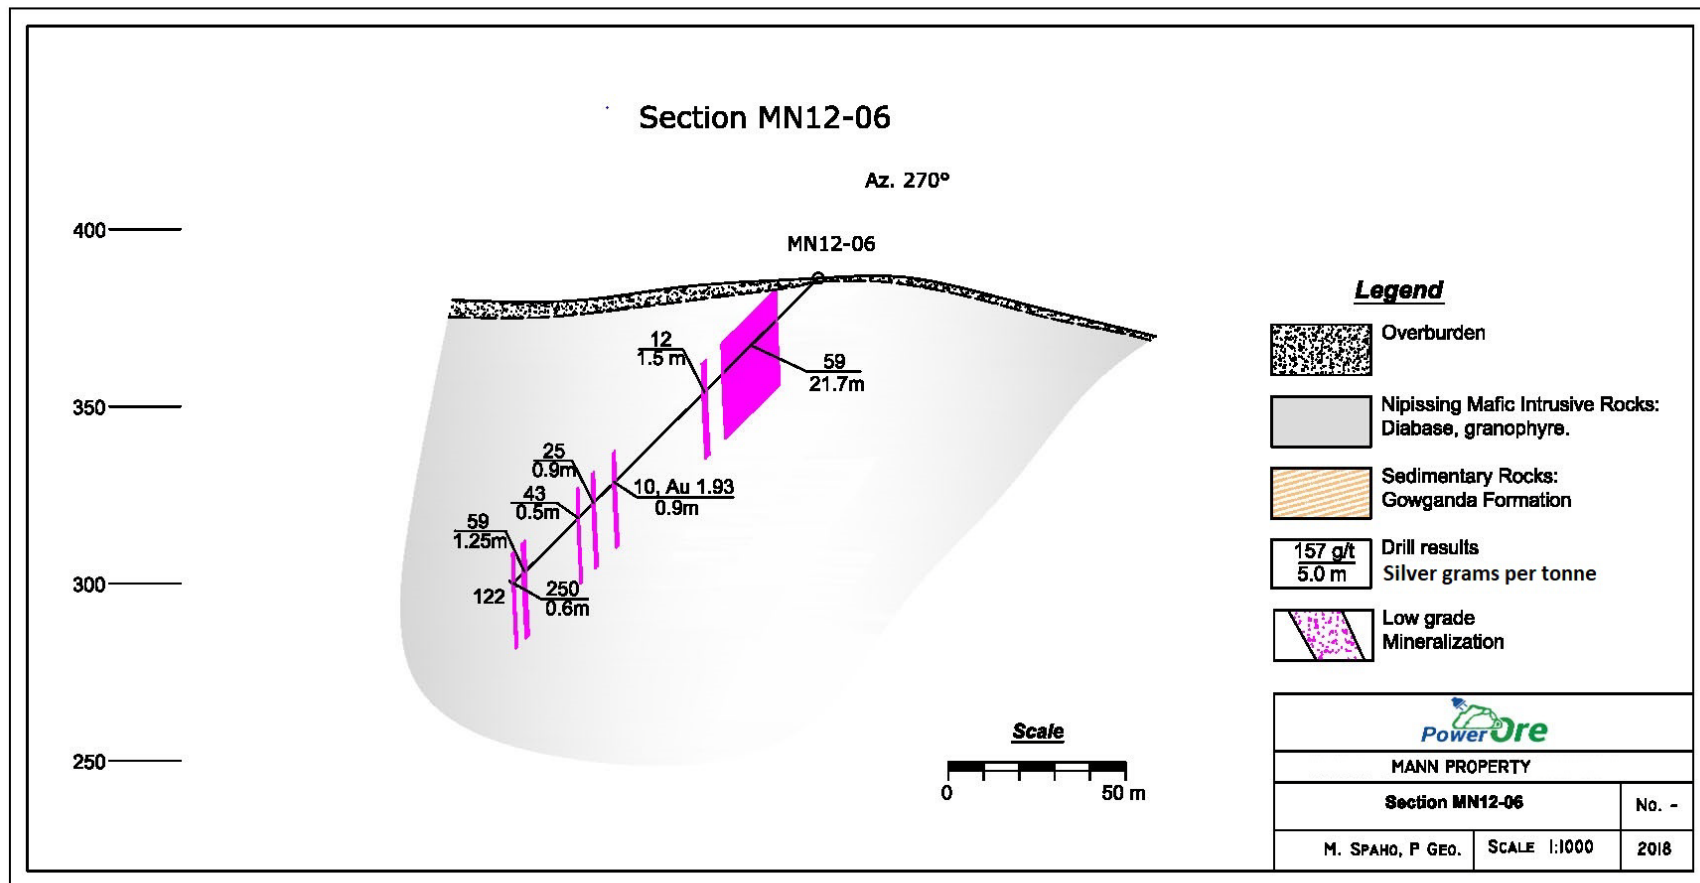 Section MN12-06
Az. 270°
MN12-06
400
350
300
250
12
1.5 m
59
21.7m
25
0.9m
10, Au 1.93
0.9m
43
0.5m
59
1.25m
250
0.6m
122
Legend
Overburden
Nipissing Mafic Intrusive Rocks:
Diabase, granophyre.
Sedimentary Rocks:
Gowganda Formation
157 g/t
5.0 m
Drill results
Silver grams per tonne
Low grade
Mineralization
Scale
0 50 m
Power Ore
MANN PROPERTY
Section MN12-06 No. -
M. SPAHO, P GEO. SCALE 1:1000 2018